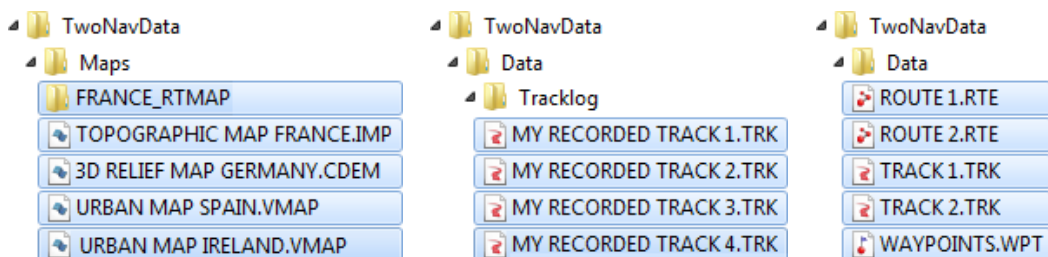 TwoNavData
Maps
FRANCE_RTMAP
TOPOGRAPHIC MAP FRANCE.IMP
3D RELIEF MAP GERMANY.CDEM
URBAN MAP SPAIN.VMAP
URBAN MAP IRELAND.VMAP
TwoNavData
Data
Tracklog
MY RECORDED TRACK 1.TRK
MY RECORDED TRACK 2.TRK
MY RECORDED TRACK 3.TRK
MY RECORDED TRACK 4.TRK
TwoNavData
Data
ROUTE 1.RTE
ROUTE 2.RTE
TRACK 1.TRK
TRACK 2.TRK
WAYPOINTS.WPT